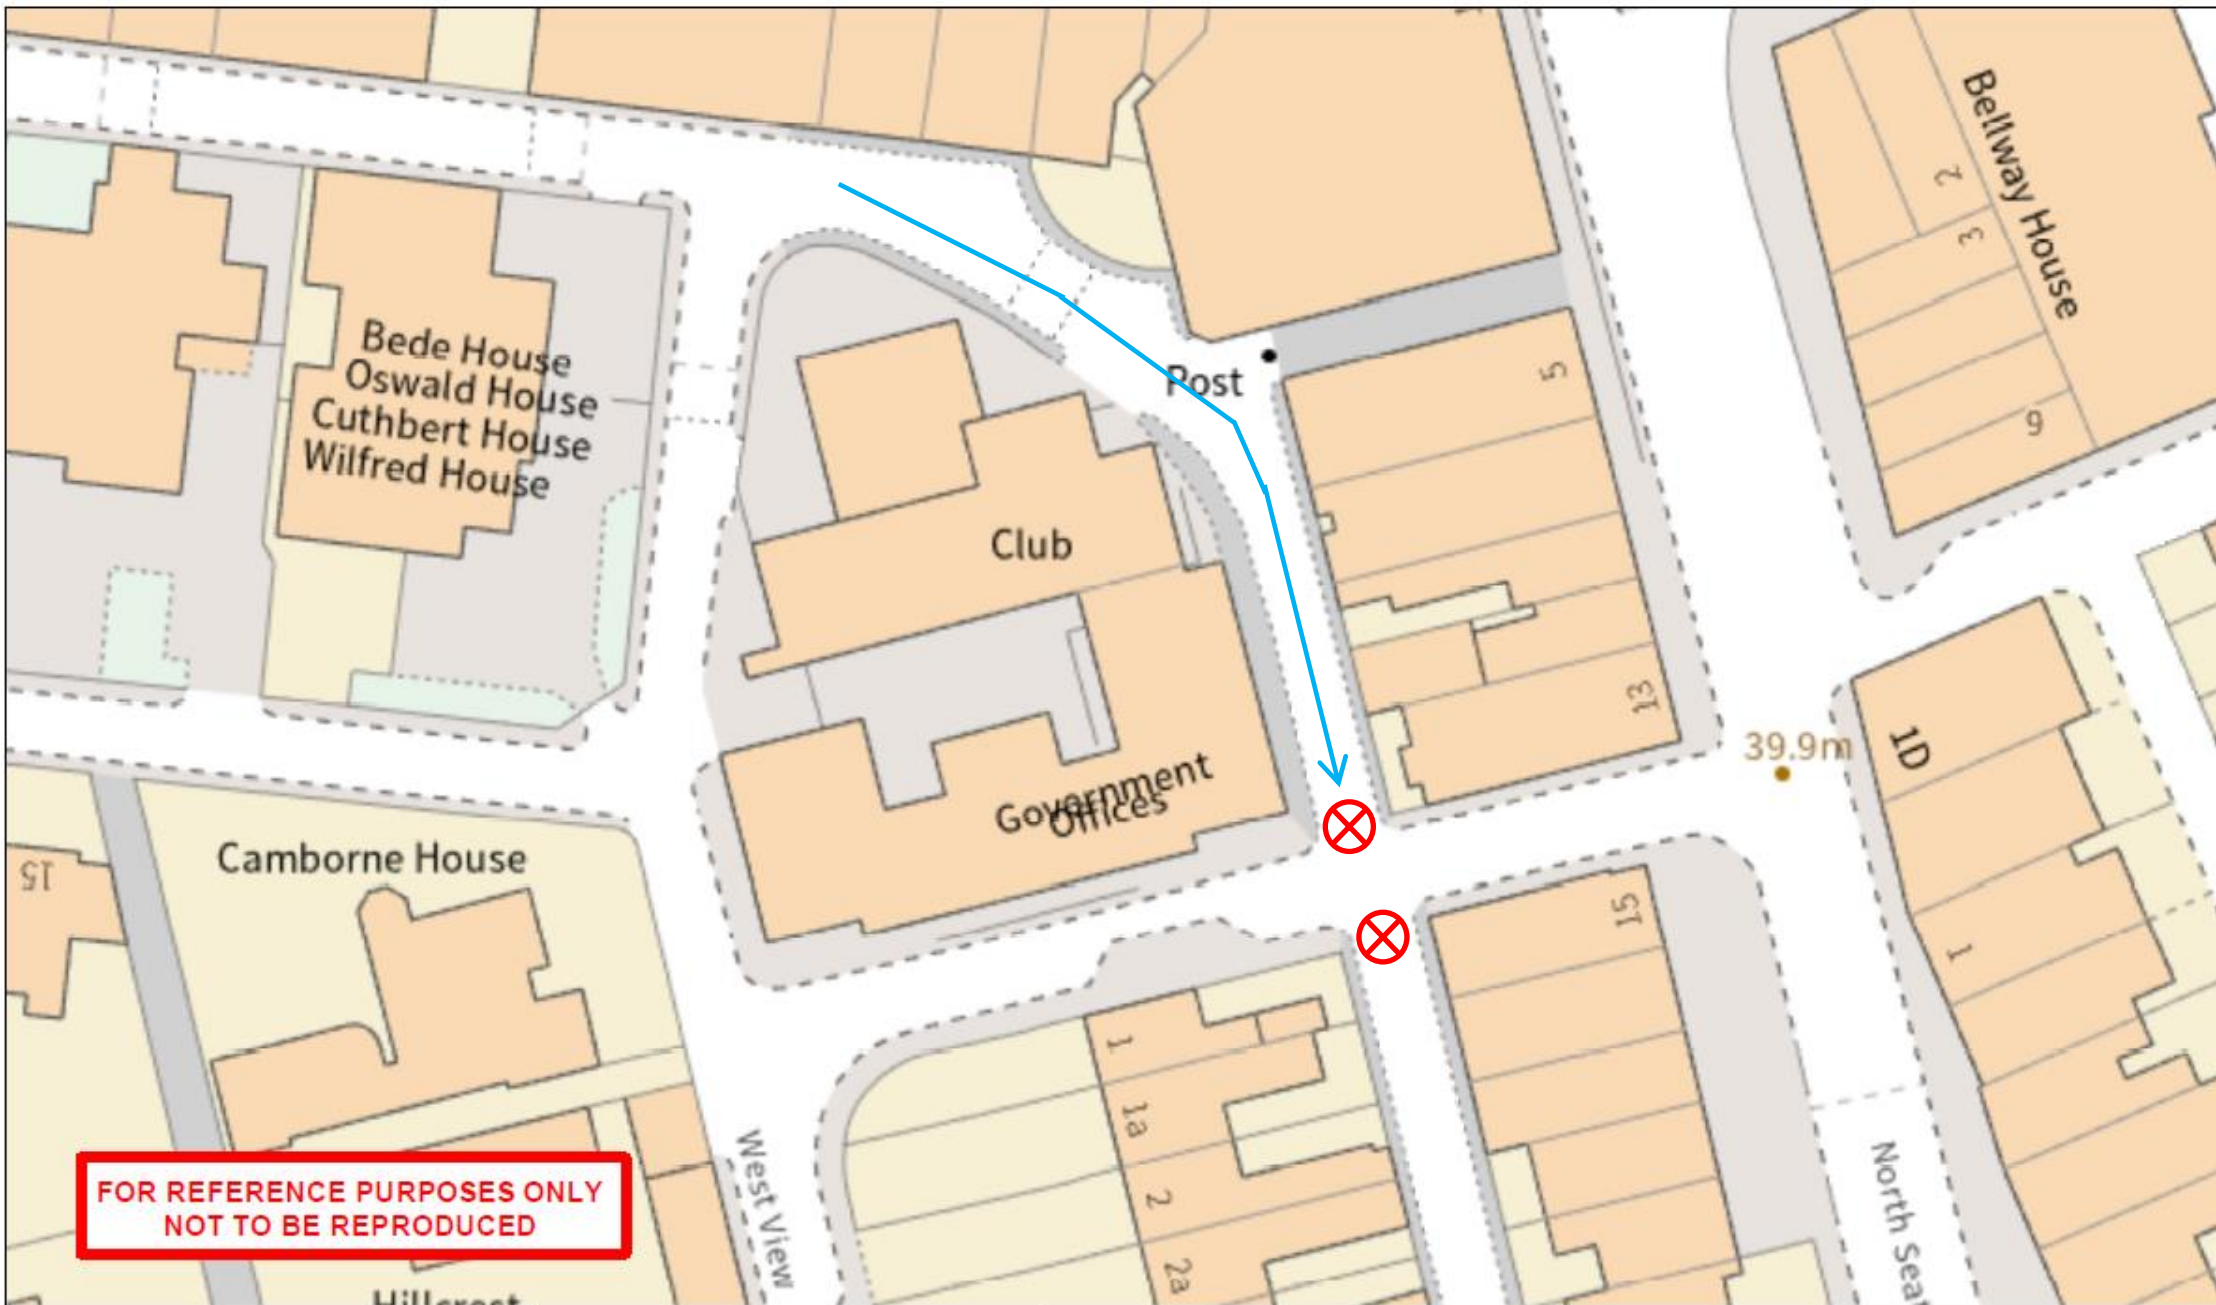 Bellway House
2
3
6
Bede House
Oswald House
Cuthbert House
Wilfred House
Post
5
Club
13
39.9m
1D
Government
Offices
Camborne House
15
15
1
1
1a
2
2a
West View
North Seat
FOR REFERENCE PURPOSES ONLY
NOT TO BE REPRODUCED
Hillcrest